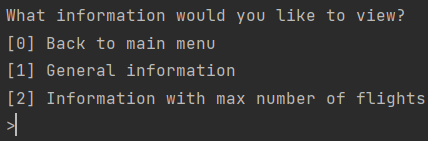 What information would you like to view?
[0] Back to main menu
[1] General information
[2] Information with max number of flights
>